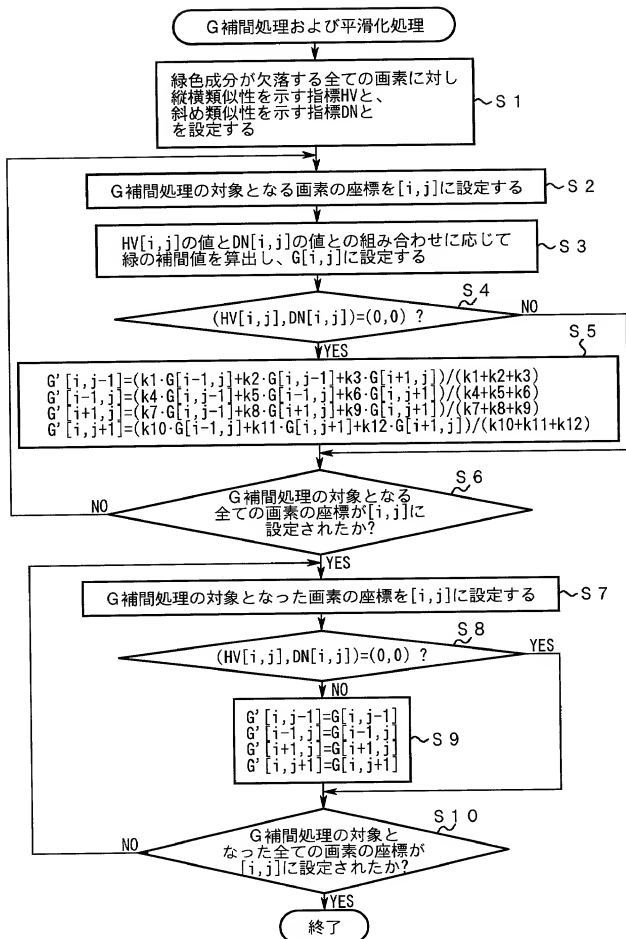 G補間処理および平滑化処理
緑色成分が欠落する全ての画素に対し
縦横類似性を示す指標HVと、
斜め類似性を示す指標DNと
を設定する
S1
G補間処理の対象となる画素の座標を[i,j]に設定する
S2
HV[i,j]の値とDN[i,j]の値との組み合わせに応じて
緑の補間値を算出し、G[i,j]に設定する
S3
S4
(HV[i,j],DN[i,j])=(0,0) ?
NO
YES
S5
G'[i,j-1]=(k1·G[i-1,j]+k2·G[i,j-1]+k3·G[i+1,j])/(k1+k2+k3)
G'[i-1,j]=(k4·G[i,j-1]+k5·G[i-1,j]+k6·G[i,j+1])/(k4+k5+k6)
G'[i+1,j]=(k7·G[i,j-1]+k8·G[i+1,j]+k9·G[i,j+1])/(k7+k8+k9)
G'[i,j+1]=(k10·G[i-1,j]+k11·G[i,j+1]+k12·G[i+1,j])/(k10+k11+k12)
S6
G補間処理の対象となる
全ての画素の座標が[i,j]に
設定されたか?
NO
YES
G補間処理の対象となった画素の座標を[i,j]に設定する
S7
S8
(HV[i,j],DN[i,j])=(0,0) ?
YES
NO
G'[i,j-1]=G[i,j-1]
G'[i-1,j]=G[i-1,j]
G'[i+1,j]=G[i+1,j]
G'[i,j+1]=G[i,j+1]
S9
S10
G補間処理の対象と
なった全ての画素の座標が
[i,j]に設定されたか?
NO
YES
終了